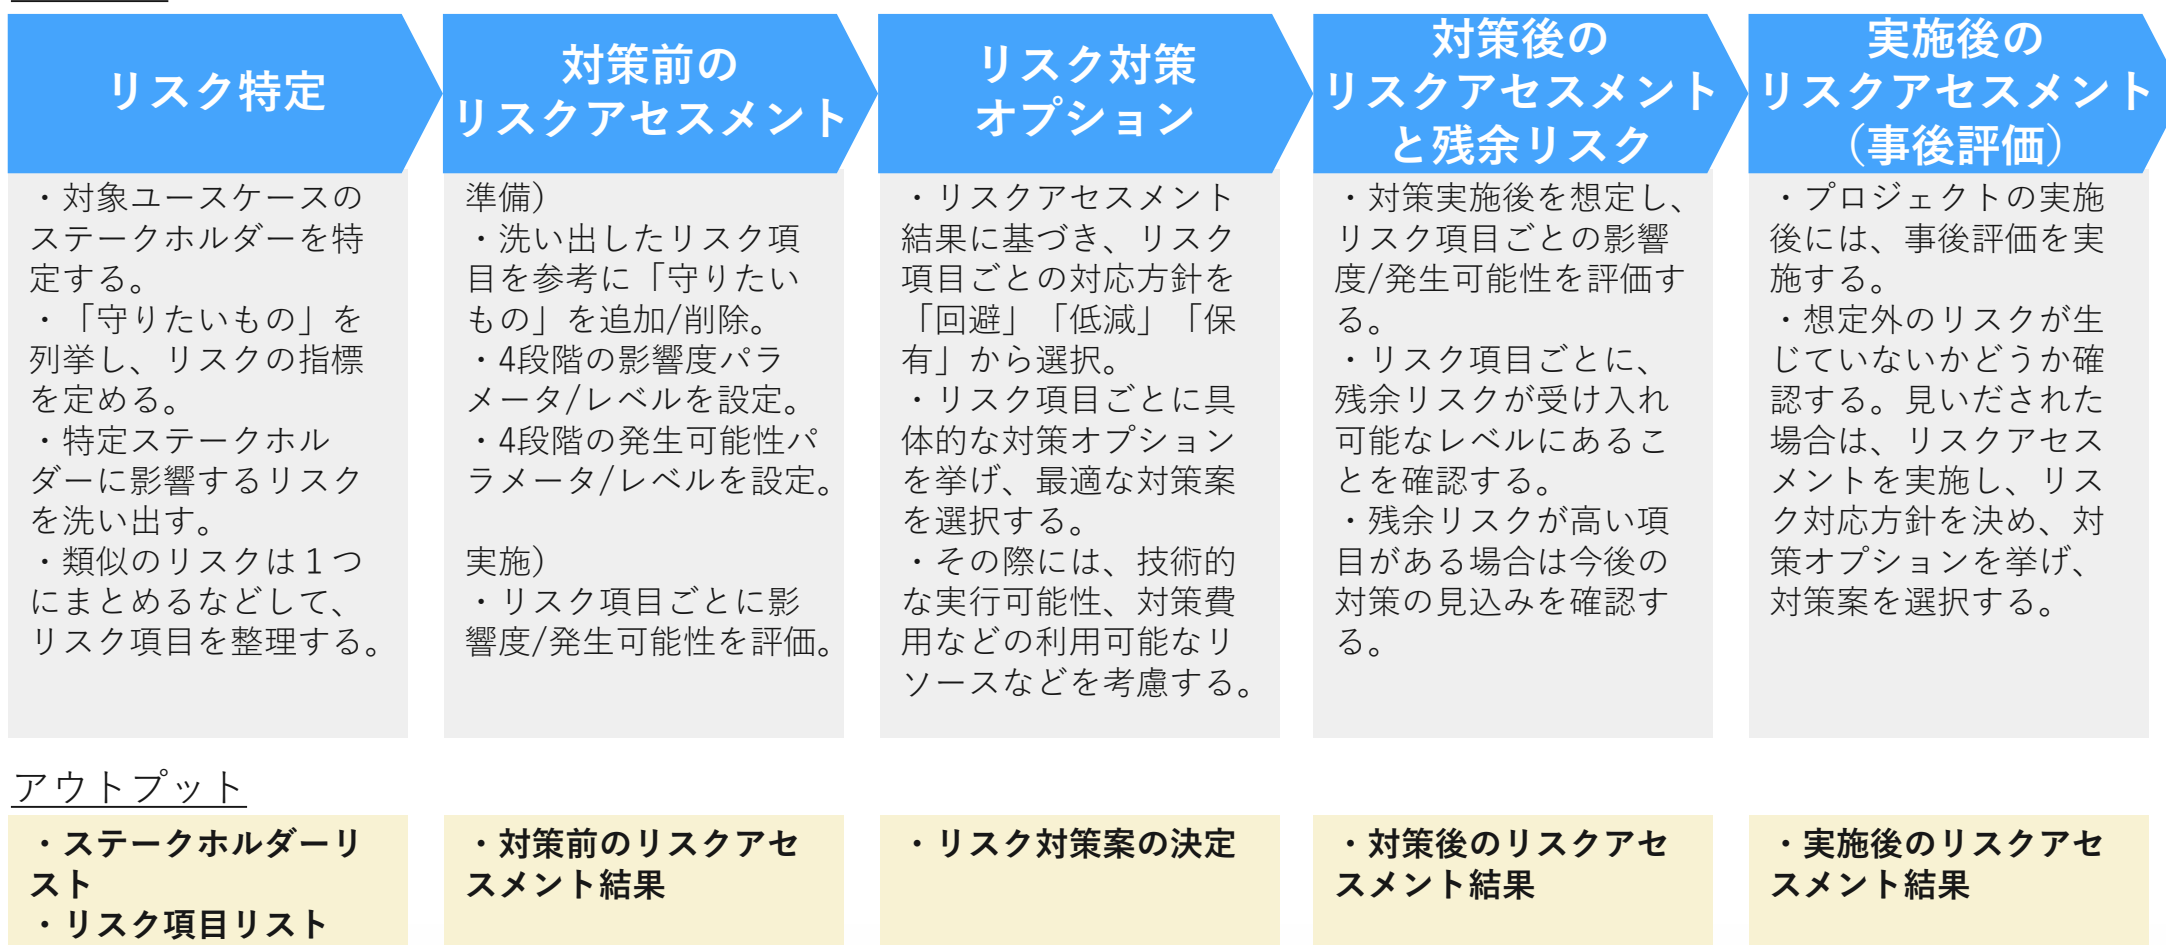 リスク特定
対策前の
リスクアセスメント
リスク対策
オプション
対策後の
リスクアセスメント
と残余リスク
実施後の
リスクアセスメント
（事後評価）
・対象ユースケースの
ステークホルダーを特
定する。
・「守りたいもの」を
列挙し、リスクの指標
を定める。
・特定ステークホル
ダーに影響するリスク
を洗い出す。
・類似のリスクは１つ
にまとめるなどして、
リスク項目を整理する。
準備）
・洗い出したリスク項
目を参考に「守りたい
もの」を追加/削除。
・4段階の影響度パラ
メータ/レベルを設定。
・4段階の発生可能性パ
ラメータ/レベルを設定。
実施）
・リスク項目ごとに影
響度/発生可能性を評価。
・リスクアセスメント
結果に基づき、リスク
項目ごとの対応方針を
「回避」「低減」「保
有」から選択。
・リスク項目ごとに具
体的な対策オプション
を挙げ、最適な対策案
を選択する。
・その際には、技術的
な実行可能性、対策費
用などの利用可能なリ
ソースなどを考慮する。
・対策実施後を想定し、
リスク項目ごとの影響
度/発生可能性を評価す
る。
・リスク項目ごとに、
残余リスクが受け入れ
可能なレベルにあるこ
とを確認する。
・残余リスクが高い項
目がある場合は今後の
対策の見込みを確認す
る。
・プロジェクトの実施
後には、事後評価を実
施する。
・想定外のリスクが生
じていないかどうか確
認する。見いだされた
場合は、リスクアセス
メントを実施し、リス
ク対応方針を決め、対
策オプションを挙げ、
対策案を選択する。
アウトプット
・ステークホルダーリ
スト
・リスク項目リスト
・対策前のリスクアセ
スメント結果
・リスク対策案の決定
・対策後のリスクアセ
スメント結果
・実施後のリスクアセ
スメント結果